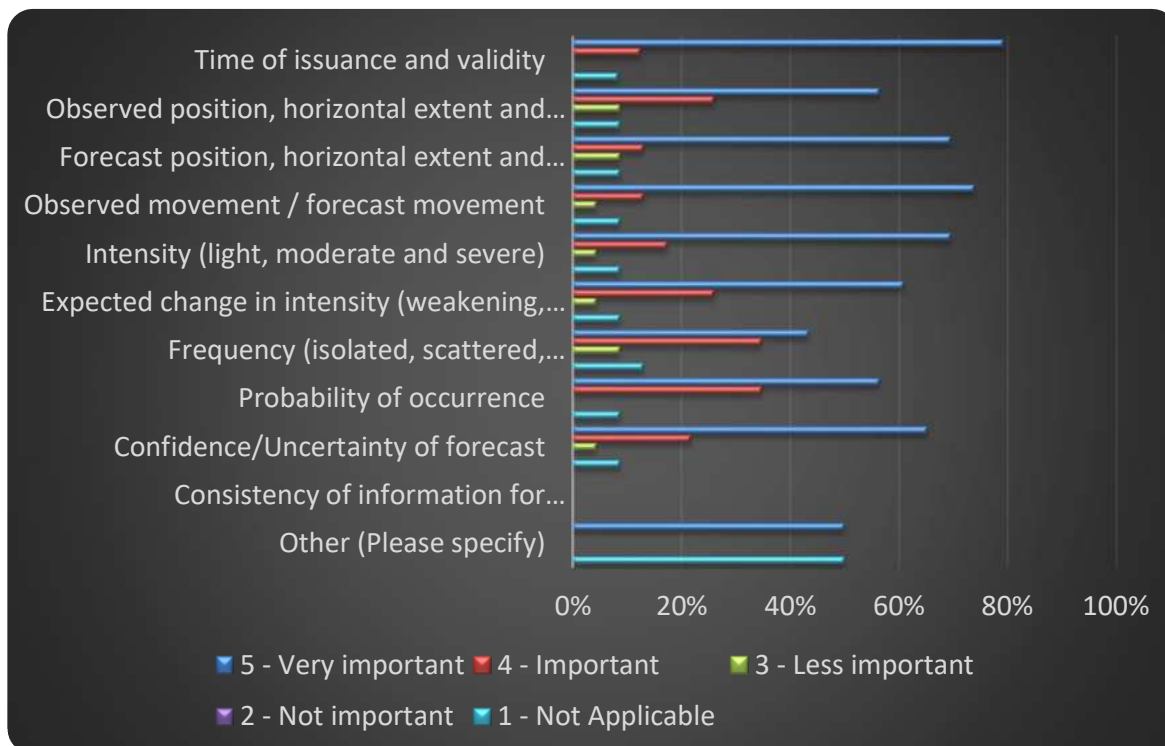 Time of issuance and validity
Observed position, horizontal extent and...
Forecast position, horizontal extent and...
Observed movement / forecast movement
Intensity (light, moderate and severe)
Expected change in intensity (weakening,...
Frequency (isolated, scattered,...
Probability of occurrence
Confidence/Uncertainty of forecast
Consistency of information for...
Other (Please specify)
0% 20% 40% 60% 80% 100%
5 - Very important 4 - Important 3 - Less important
2 - Not important 1 - Not Applicable